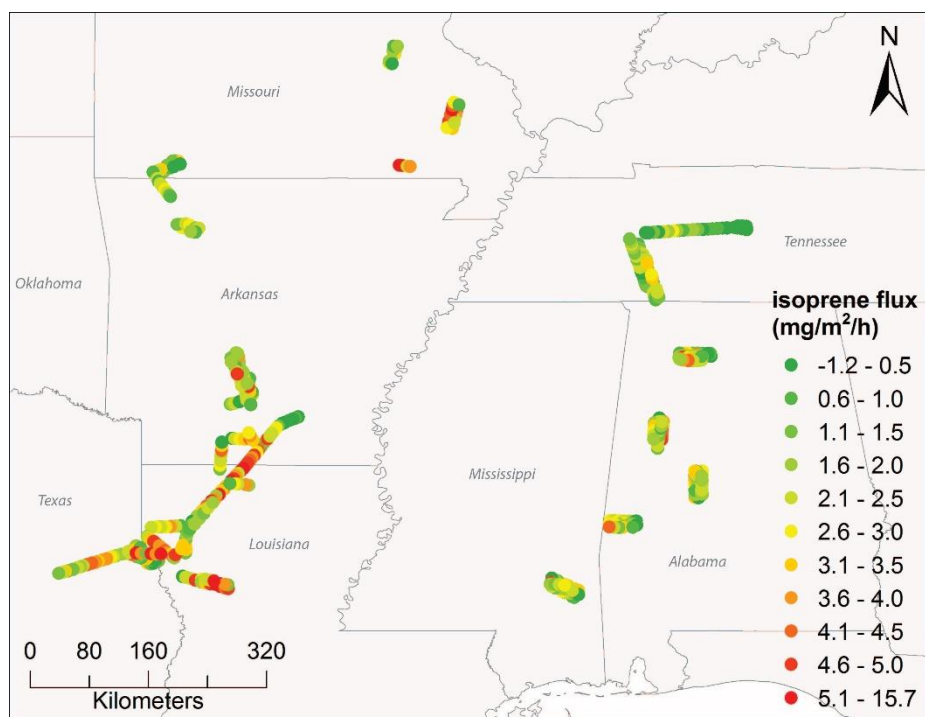 N
Missouri
Oklahoma
Arkansas
Tennessee
Texas
Louisiana
Mississippi
Alabama
isoprene flux
(mg/m²/h)
-1.2 - 0.5
0.6 - 1.0
1.1 - 1.5
1.6 - 2.0
2.1 - 2.5
2.6 - 3.0
3.1 - 3.5
3.6 - 4.0
4.1 - 4.5
4.6 - 5.0
5.1 - 15.7
0 80 160 320
Kilometers